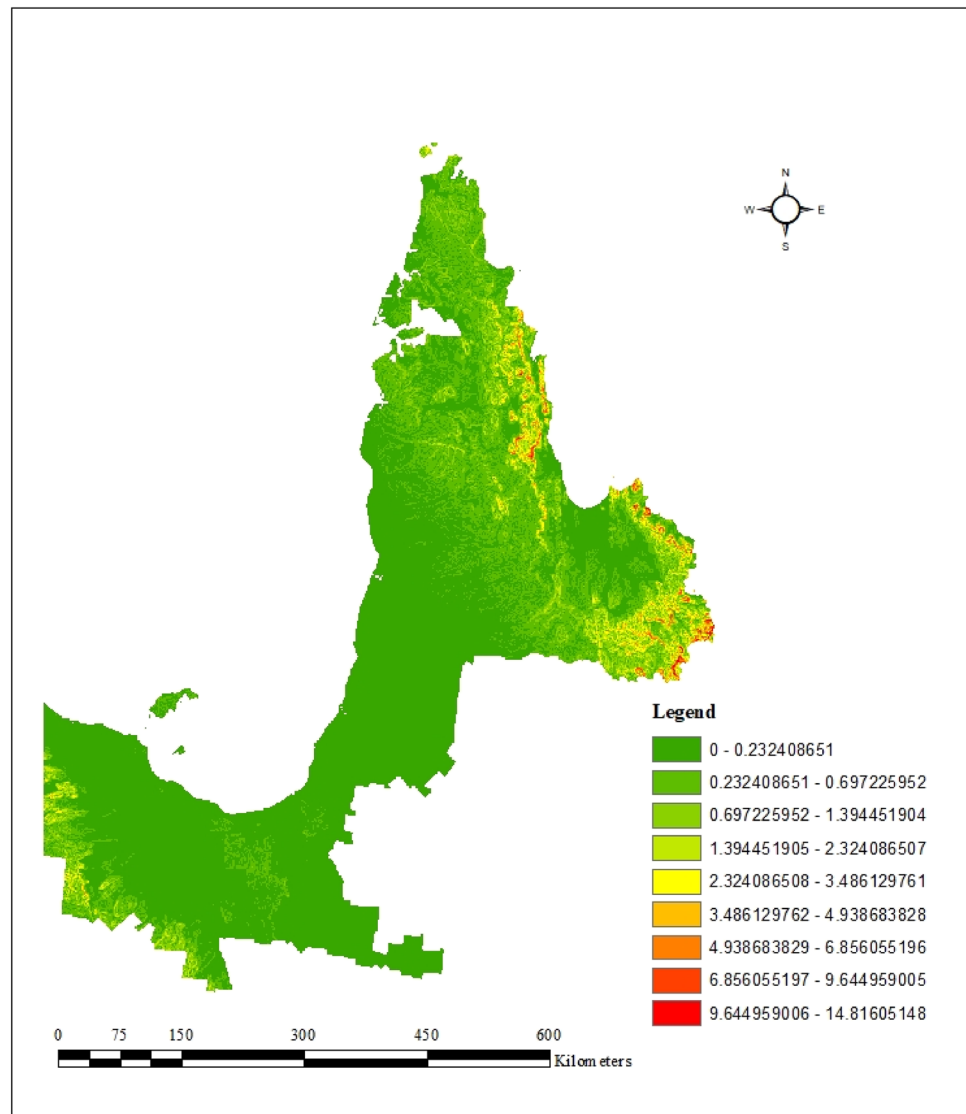 N
W E
S
Legend
0 - 0.232408651
0.232408651 - 0.697225952
0.697225952 - 1.394451904
1.394451905 - 2.324086507
2.324086508 - 3.486129761
3.486129762 - 4.938683828
4.938683829 - 6.856055196
6.856055197 - 9.644959005
9.644959006 - 14.81605148
0 75 150 300 450 600
Kilometers